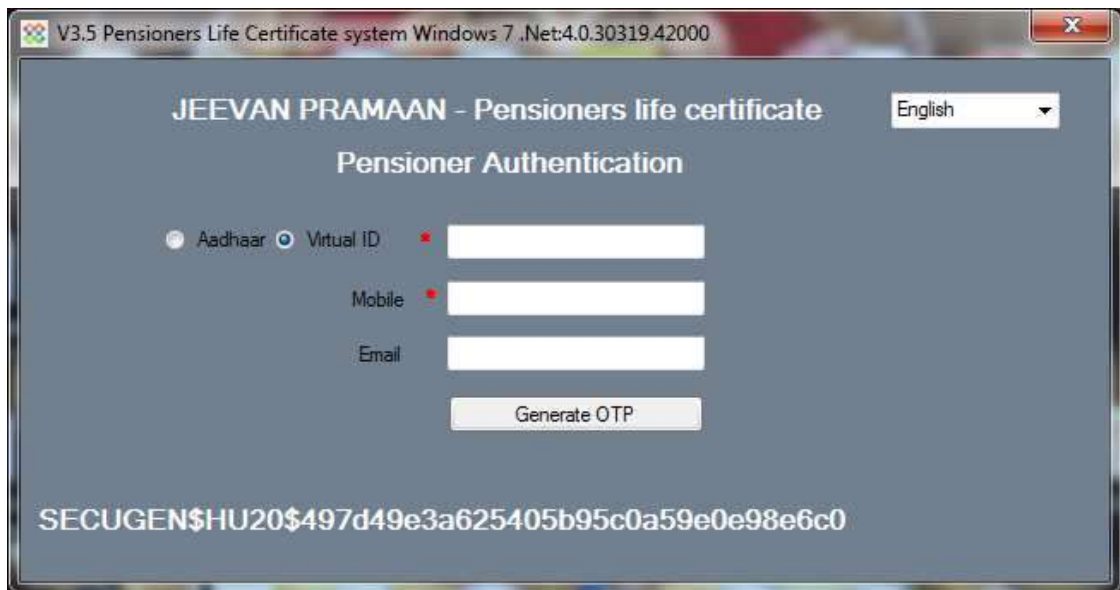 V3.5 Pensioners Life Certificate system Windows 7 .Net:4.0.30319.42000
JEEVAN PRAMAAN - Pensioners life certificate
English
Pensioner Authentication
Aadhaar Virtual ID *
Mobile *
Email
Generate OTP
SECUGEN$HU20$497d49e3a625405b95c0a59e0e98e6c0